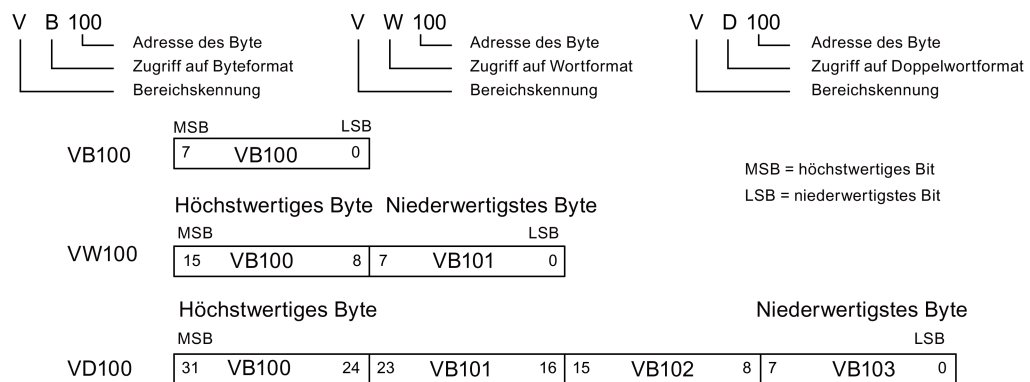 V B 100 V W 100 V D 100
Adresse des Byte Adresse des Byte Adresse des Byte
Zugriff auf Byteformat Zugriff auf Wortformat Zugriff auf Doppelwortformat
Bereichskennung Bereichskennung Bereichskennung
MSB LSB
VB100 7 VB100 0
MSB = höchstwertiges Bit
LSB = niederwertigstes Bit
Höchstwertiges Byte Niederwertigstes Byte
MSB LSB
VW100 15 VB100 8 7 VB101 0
Höchstwertiges Byte Niederwertigstes Byte
MSB LSB
VD100 31 VB100 24 23 VB101 16 15 VB102 8 7 VB103 0